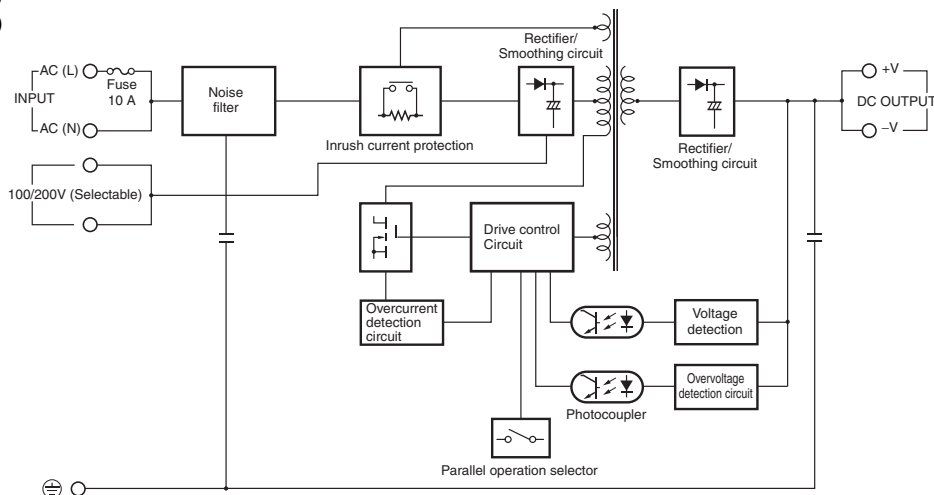 AC (L)
Fuse
10 A
INPUT
AC (N)
Noise
filter
Inrush current protection
Rectifier/
Smoothing circuit
Rectifier/
Smoothing circuit
+V
DC OUTPUT
−V
100/200V (Selectable)
Drive control
Circuit
Overcurrent
detection
circuit
Voltage
detection
Overvoltage
detection circuit
Photocoupler
Parallel operation selector